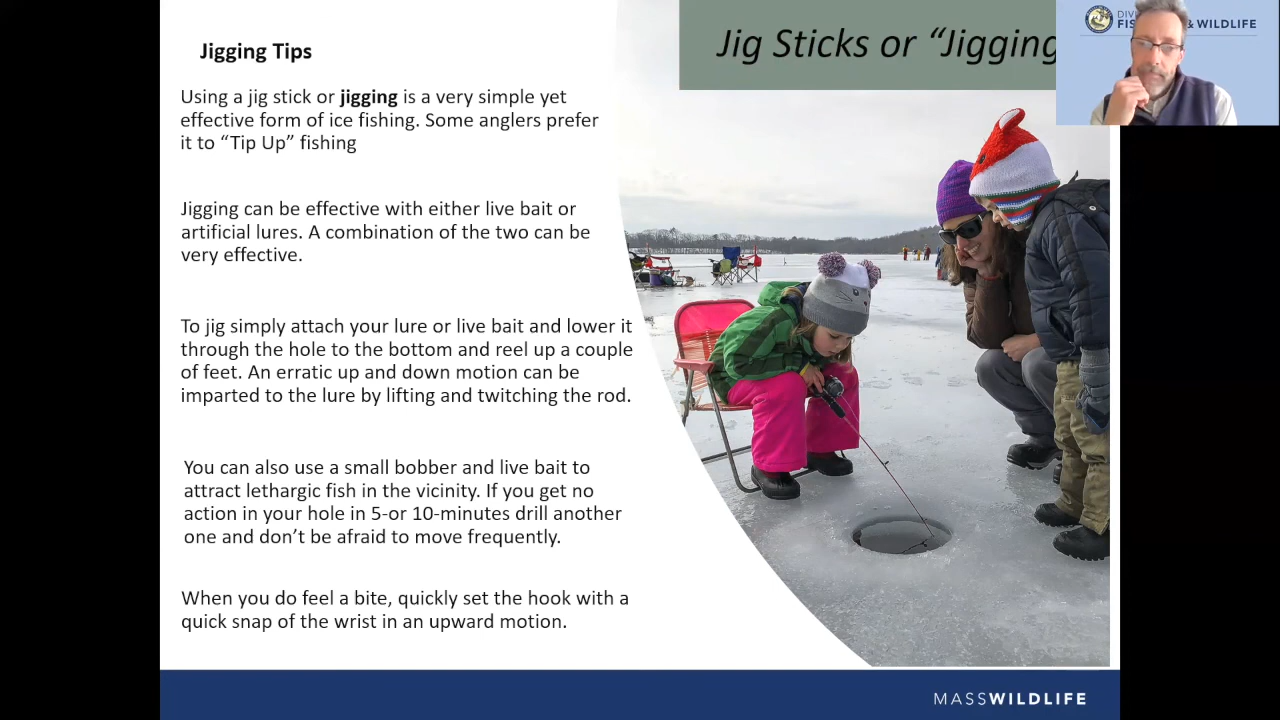 Jigging Tips
Jig Sticks or “Jigging
Using a jig stick or jigging is a very simple yet
effective form of ice fishing. Some anglers prefer
it to “Tip Up” fishing
Jigging can be effective with either live bait or
artificial lures. A combination of the two can be
very effective.
To jig simply attach your lure or live bait and lower it
through the hole to the bottom and reel up a couple
of feet. An erratic up and down motion can be
imparted to the lure by lifting and twitching the rod.
You can also use a small bobber and live bait to
attract lethargic fish in the vicinity. If you get no
action in your hole in 5-or 10-minutes drill another
one and don’t be afraid to move frequently.
When you do feel a bite, quickly set the hook with a
quick snap of the wrist in an upward motion.
& WILDLIFE
MASSWILDLIFE